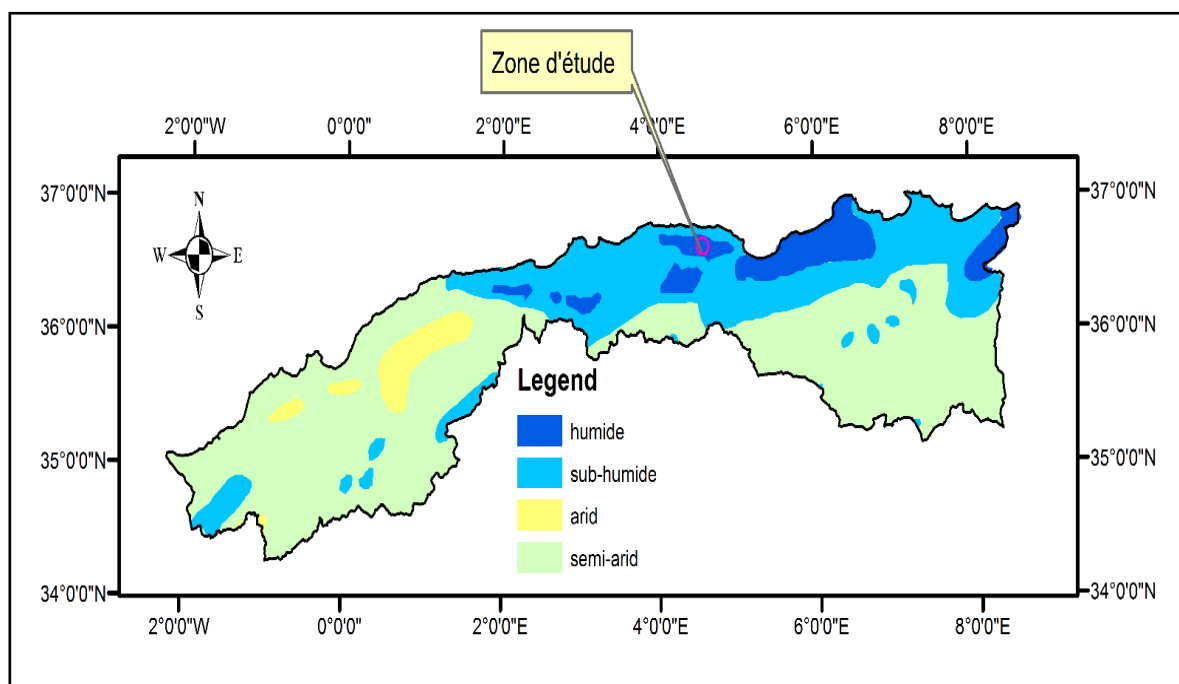 Zone d'étude
2°0'0"W 0°0'0" 2°0'0"E 4°0'0"E 6°0'0"E 8°0'0"E
37°0'0"N 37°0'0"N
N
W E
S
36°0'0"N 36°0'0"N
Legend
humide
35°0'0"N 35°0'0"N
sub-humide
arid
semi-arid
34°0'0"N 34°0'0"N
2°0'0"W 0°0'0"E 2°0'0"E 4°0'0"E 6°0'0"E 8°0'0"E